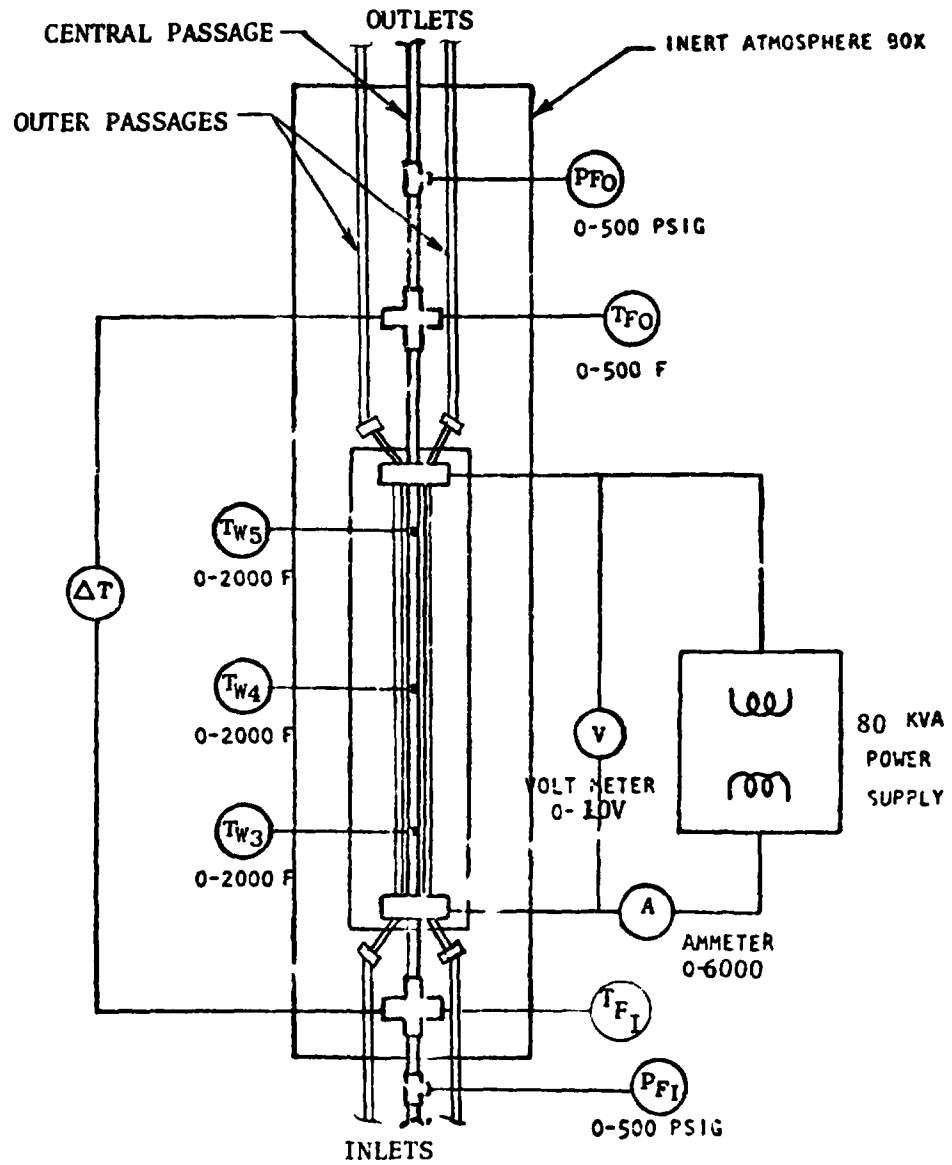 OUTLETS
CENTRAL PASSAGE
INERT ATMOSPHERE BOX
OUTER PASSAGES
PFO
0-500 PSIG
TFO
0-500 F
TW5
0-2000 F
ΔT
TW4
0-2000 F
80 KVA
POWER
SUPPLY
V
VOLT METER
0-10V
TW3
0-2000 F
A
AMMETER
0-6000
TFI
PFI
0-500 PSIG
INLETS